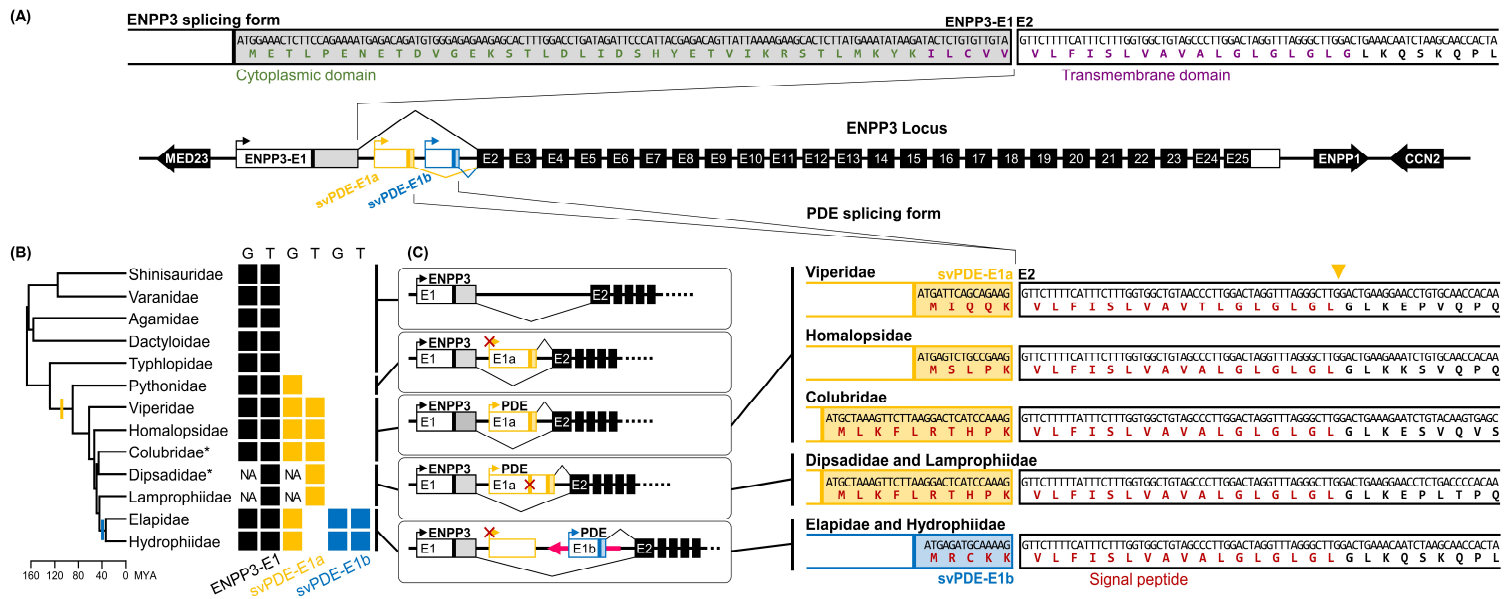 (A)
ENPP3 splicing form
ENPP3-E1 E2
ATGGAAACTCTTCCAGAAAATGAGACAGATGTGGGAGAGAAGAGCACTTTGGACCTGATAGATTCCCATTACGAGACAGTTATTAAAAGAAGCACTCTTATGAAATATAAGATACTCTGTGTTGTA GTTCTTTTCATTTCTTTGGTGGCTGTAGCCCTTGGACTAGGTTTAGGGCTTGGACTGAAACAATCTAAGCAACCACTA
M E T L P E N E T D V G E K S T L D L I D S H Y E T V I K R S T L M K Y K I L C V V V L F I S L V A V A L G L G L G L G L K Q S K Q P L
Cytoplasmic domain
Transmembrane domain
ENPP3 Locus
MED23 ENPP3-E1 E2 E3 E4 E5 E6 E7 E8 E9 E10 E11 E12 E13 14 15 16 17 18 19 20 21 22 23 E24 E25 ENPP1 CCN2
svPDE-E1a
svPDE-E1b
PDE splicing form
(B)
G T G T G T
Shinisauridae
Varanidae
Agamidae
Dactyloidae
Typhlopidae
Pythonidae
Viperidae
Homalopsidae
Colubridae*
Dipsadidae* NA NA
Lamprophiidae NA NA
Elapidae
Hydrophiidae
160 120 80 40 0 MYA
ENPP3-E1
svPDE-E1a
svPDE-E1b
(C)
ENPP3
E1 E2
ENPP3
E1 E1a E2
ENPP3 PDE
E1 E1a E2
ENPP3 PDE
E1 E1a E2
ENPP3 PDE
E1 E1b E2
Viperidae
svPDE-E1a E2
ATGATTCAGCAGAAG GTTCTTTTCATTTCTTTGGTGGCTGTAACCCTTGGACTAGGTTTAGGGCTTGGACTGAAGGAACCTGTGCAACCACAA
M I Q Q K V L F I S L V A V T L G L G L G L G L K E P V Q P Q
Homalopsidae
ATGAGTCTGCCGAAG GTTCTTTTCATTTCTTTGGTGGCTGTAGCCCTTGGACTAGGTTTAGGGCTTGGACTGAAGAAATCTGTGCAACCACAA
M S L P K V L F I S L V A V A L G L G L G L G L K K S V Q P Q
Colubridae
ATGCTAAAGTTCTTAAGGACTCATCCAAAG GTTCTTTTTATTTCTTTGGTGGCTGTAGCCCTTGGACTAGGTTTAGGGCTTGGACTGAAAGAATCTGTACAAGTGAGC
M L K F L R T H P K V L F I S L V A V A L G L G L G L G L K E S V Q V S
Dipsadidae and Lamprophiidae
ATGCTAAAGTTCTTAAGGACTCATCCAAAG GTTCTTTTCATTTCTTTGGTGGCTGTAGCCCTTGGACTAGGTTTAGGGCTTGGACTGAAGGAACCTCTGACCCCACAA
M L K F L R T H P K V L F I S L V A V A L G L G L G L G L K E P L T P Q
Elapidae and Hydrophiidae
ATGAGATGCAAAAG GTTCTTTTCATTTCTTTGGTGGCTGTAGCCCTTGGACTAGGTTTAGGGCTTGGACTGAAACAATCTAAGCAACCACTA
M R C K K V L F I S L V A V A L G L G L G L G L K Q S K Q P L
svPDE-E1b
Signal peptide